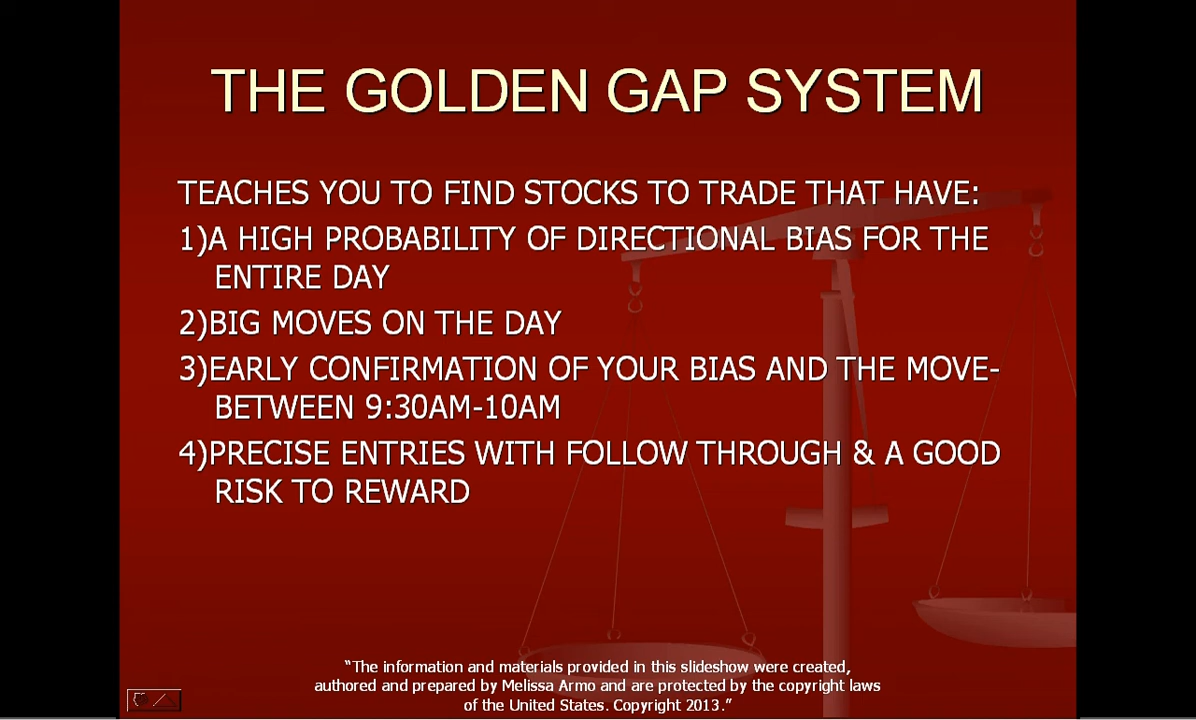 THE GOLDEN GAP SYSTEM
TEACHES YOU TO FIND STOCKS TO TRADE THAT HAVE:
1)A HIGH PROBABILITY OF DIRECTIONAL BIAS FOR THE
ENTIRE DAY
2)BIG MOVES ON THE DAY
3)EARLY CONFIRMATION OF YOUR BIAS AND THE MOVE-
BETWEEN 9:30AM-10AM
4)PRECISE ENTRIES WITH FOLLOW THROUGH & A GOOD
RISK TO REWARD
“The information and materials provided in this slideshow were created,
authored and prepared by Melissa Armo and are protected by the copyright laws
of the United States. Copyright 2013.”